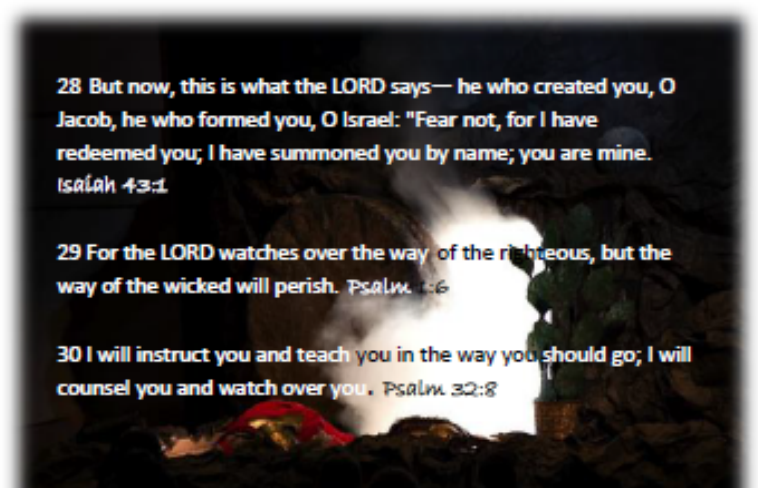 28 But now, this is what the LORD says— he who created you, O
Jacob, he who formed you, O Israel: "Fear not, for I have
redeemed you; I have summoned you by name; you are mine.
Isaiah 43:1
29 For the LORD watches over the way of the righteous, but the
way of the wicked will perish. Psalm 1:6
30 I will instruct you and teach you in the way you should go; I will
counsel you and watch over you. Psalm 32:8